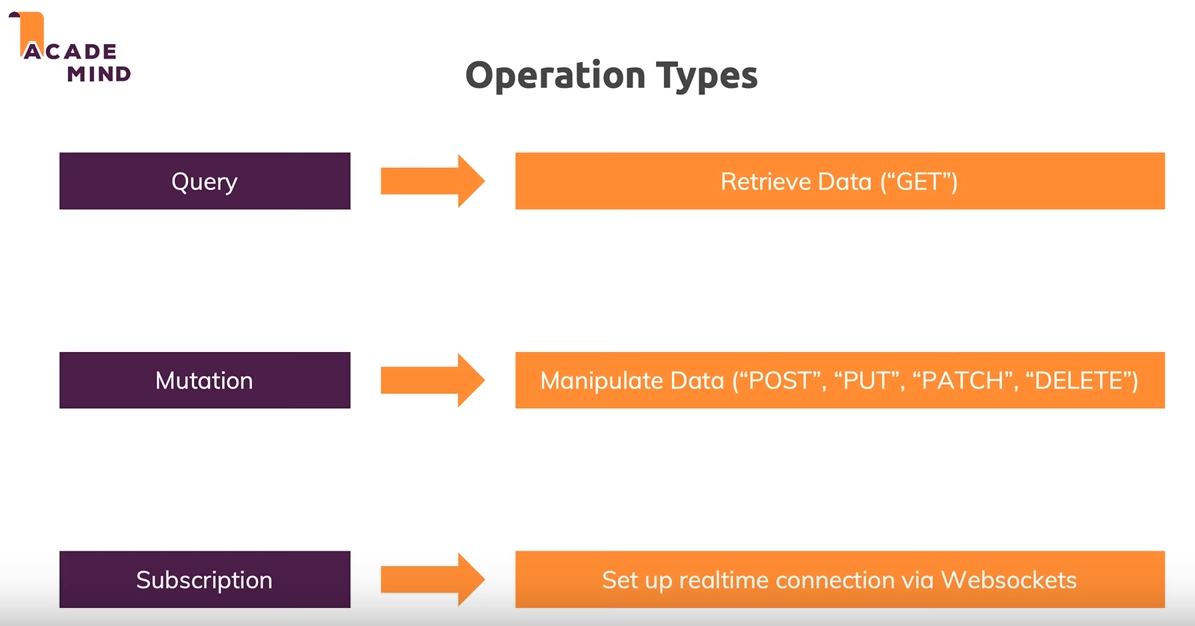 ACADE
MIND
Operation Types
Query
Retrieve Data (“GET”)
Mutation
Manipulate Data (“POST”, “PUT”, “PATCH”, “DELETE”)
Subscription
Set up realtime connection via Websockets